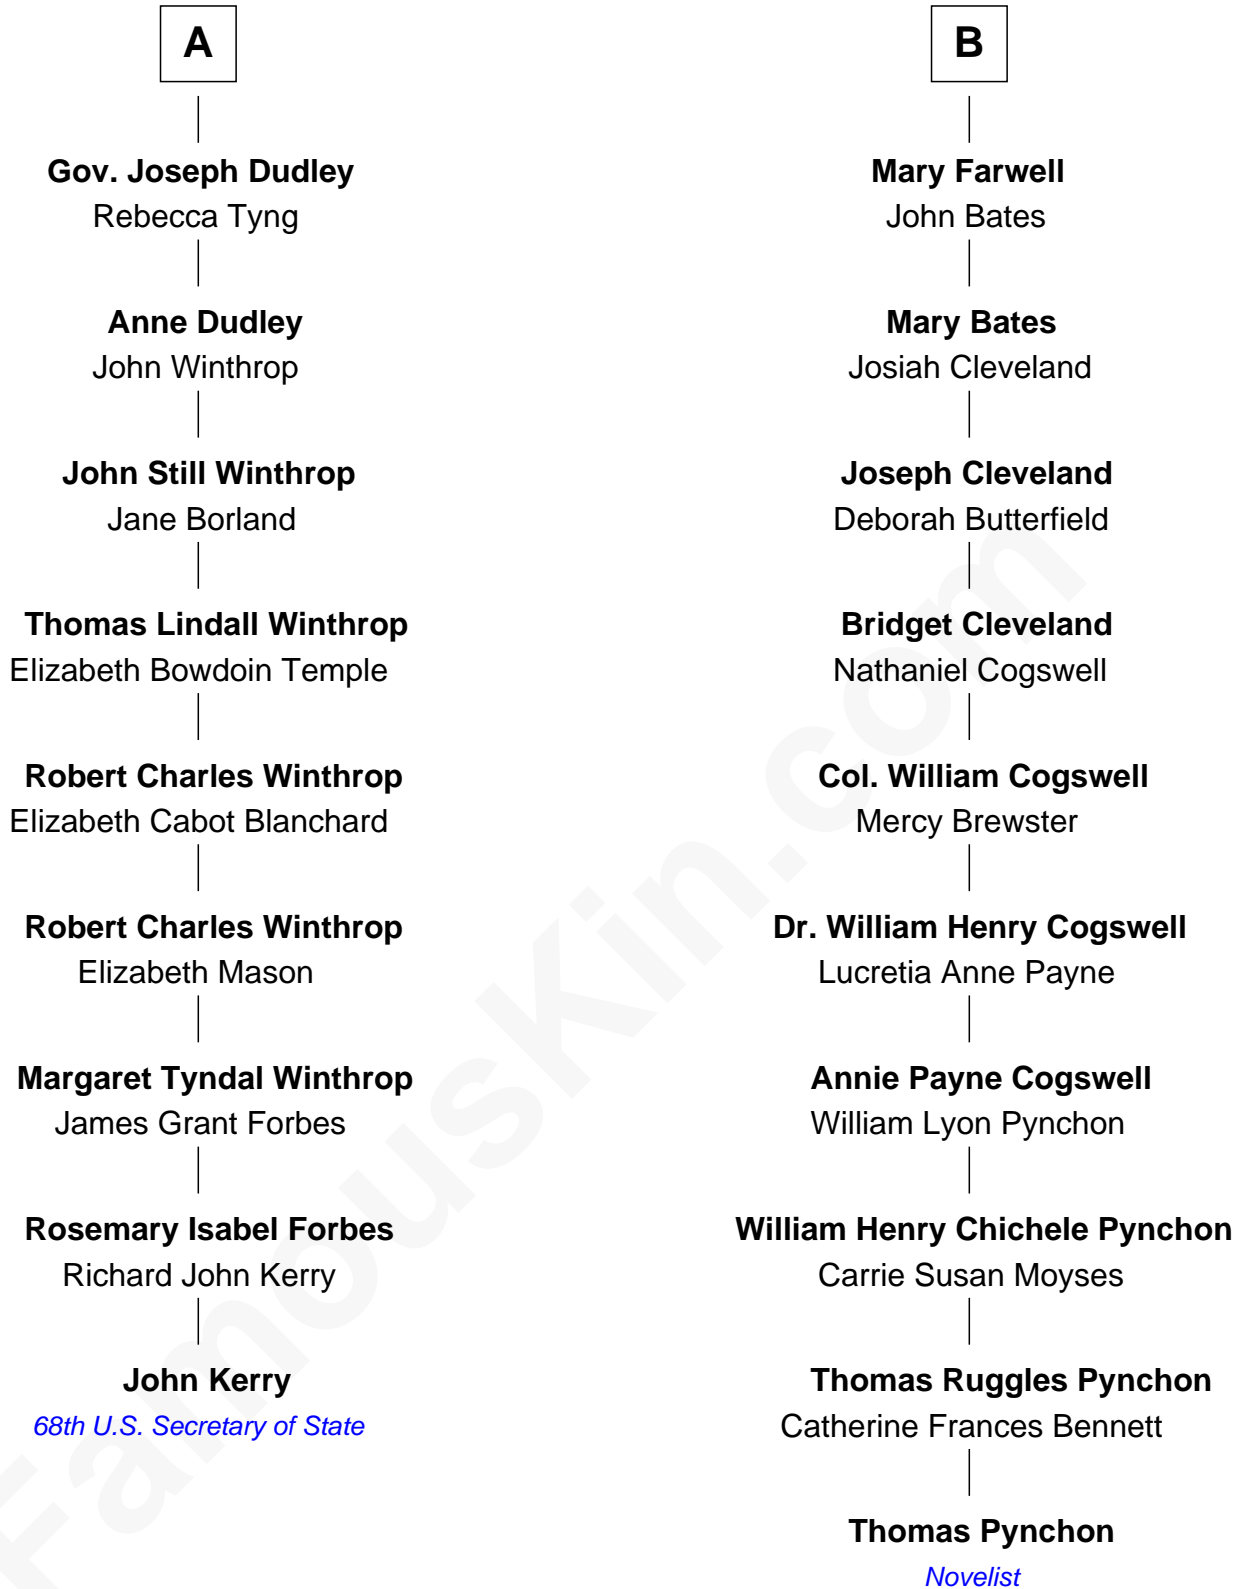 A
Gov. Joseph Dudley
Rebecca Tyng
Anne Dudley
John Winthrop
John Still Winthrop
Jane Borland
Thomas Lindall Winthrop
Elizabeth Bowdoin Temple
Robert Charles Winthrop
Elizabeth Cabot Blanchard
Robert Charles Winthrop
Elizabeth Mason
Margaret Tyndal Winthrop
James Grant Forbes
Rosemary Isabel Forbes
Richard John Kerry
John Kerry
68th U.S. Secretary of State
B
Mary Farwell
John Bates
Mary Bates
Josiah Cleveland
Joseph Cleveland
Deborah Butterfield
Bridget Cleveland
Nathaniel Cogswell
Col. William Cogswell
Mercy Brewster
Dr. William Henry Cogswell
Lucretia Anne Payne
Annie Payne Cogswell
William Lyon Pynchon
William Henry Chichele Pynchon
Carrie Susan Moyses
Thomas Ruggles Pynchon
Catherine Frances Bennett
Thomas Pynchon
Novelist
FamousKin.com